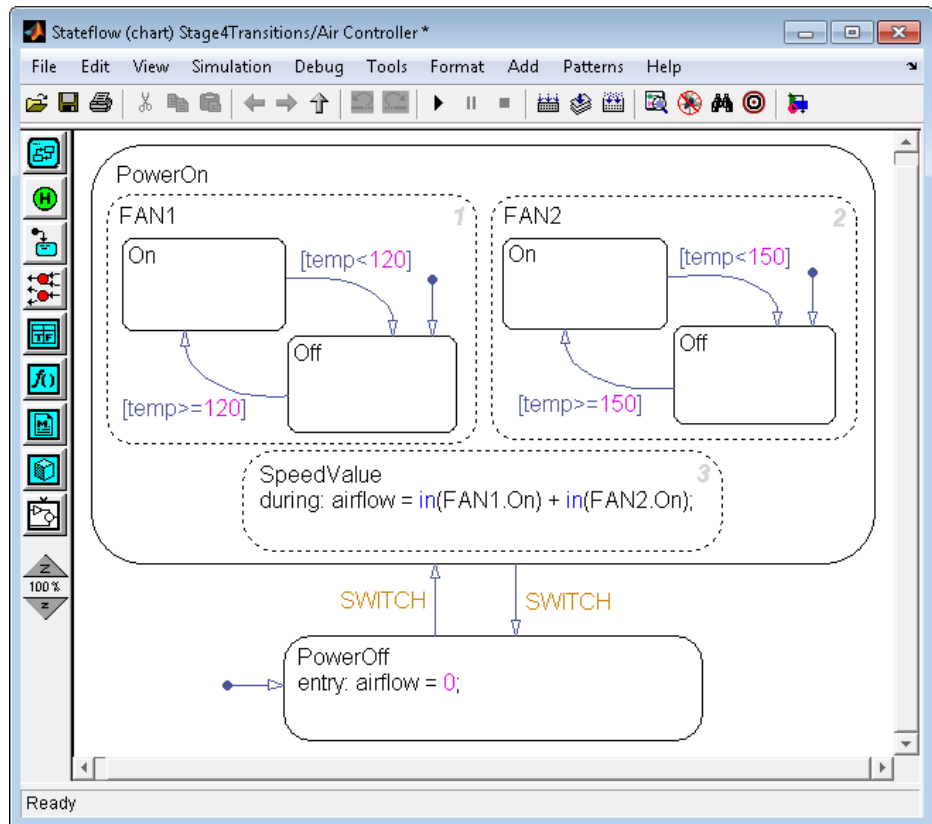 Stateflow (chart) Stage4Transitions/Air Controller *
File Edit View Simulation Debug Tools Format Add Patterns Help
PowerOn
FAN1 1
FAN2 2
On
[temp<120]
On
[temp<150]
Off
Off
[temp>=120]
[temp>=150]
SpeedValue 3
during: airflow = in(FAN1.On) + in(FAN2.On);
SWITCH
SWITCH
PowerOff
entry: airflow = 0;
H
TF
f()
M
Z
100%
z
Ready